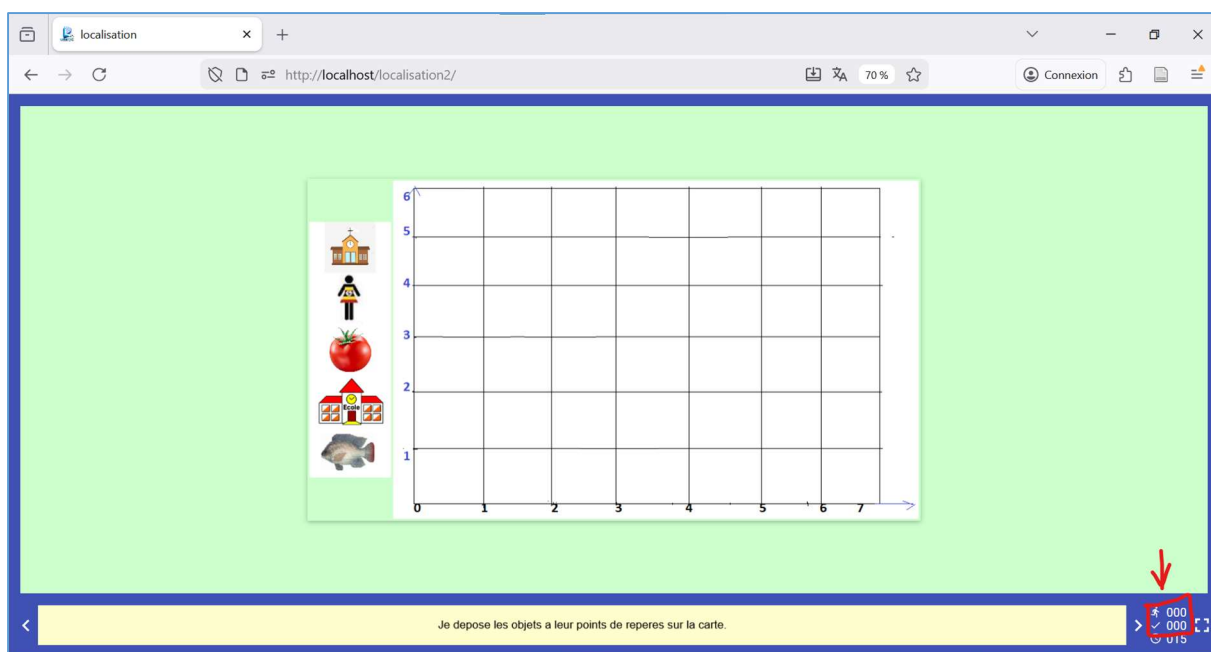 localisation
http://localhost/localisation2/
70 %
Connexion
6
5
4
3
2
1
Ecole
0 1 2 3 4 5 6 7
Je depose les objets a leur points de reperes sur la carte.
000
000
015